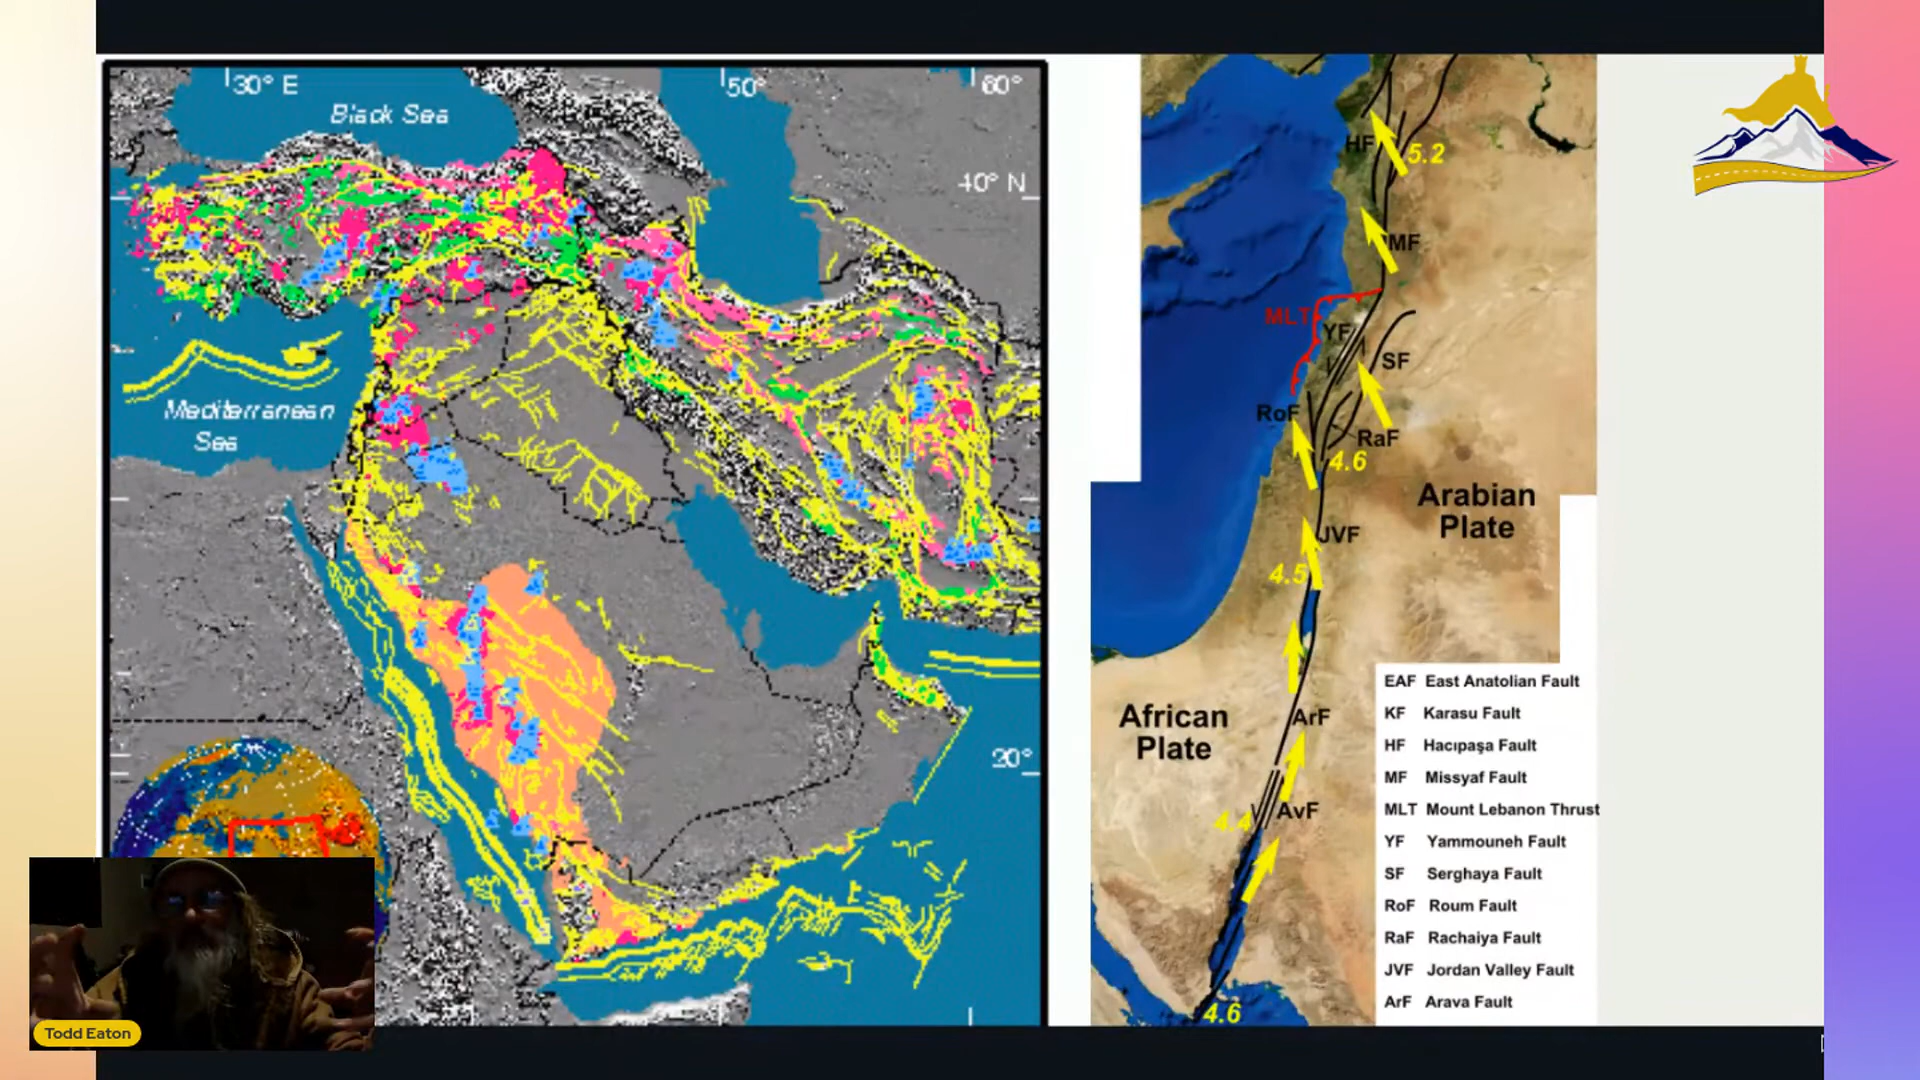 30° E
50°
60°
Black Sea
40° N
Mediterranean
Sea
20°
Todd Eaton
HF
5.2
MF
MLT
YF
SF
RoF
RaF
4.6
Arabian
Plate
JVF
4.5
African
Plate
ArF
4.4
AvF
4.6
EAF East Anatolian Fault
KF Karasu Fault
HF Hacıpaşa Fault
MF Missyaf Fault
MLT Mount Lebanon Thrust
YF Yammouneh Fault
SF Serghaya Fault
RoF Roum Fault
RaF Rachaiya Fault
JVF Jordan Valley Fault
ArF Arava Fault